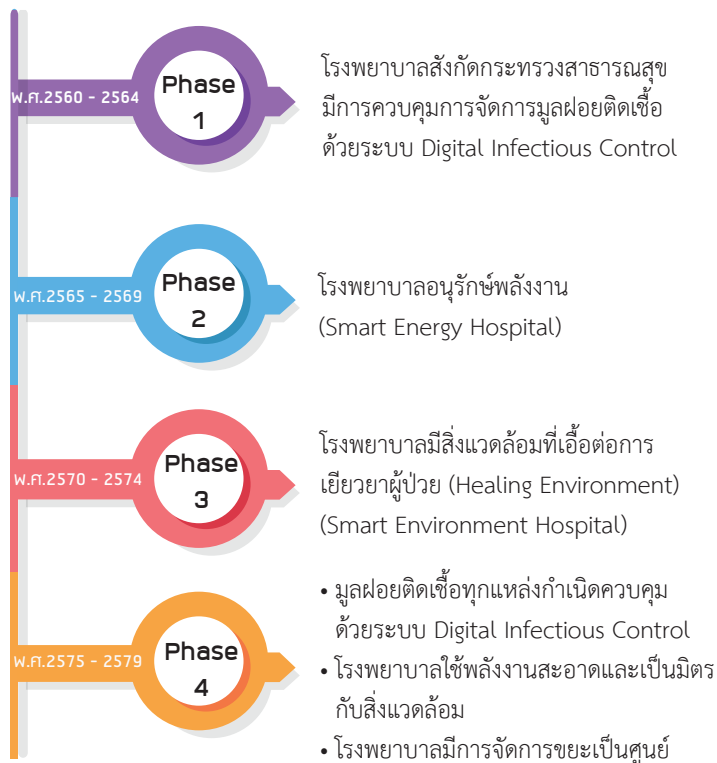 พ.ศ.2560 - 2564
Phase
1
โรงพยาบาลสังกัดกระทรวงสาธารณสุข
มีการควบคุมการจัดการมูลฝอยติดเชื้อ
ด้วยระบบ Digital Infectious Control
พ.ศ.2565 - 2569
Phase
2
โรงพยาบาลอนุรักษ์พลังงาน
(Smart Energy Hospital)
พ.ศ.2570 - 2574
Phase
3
โรงพยาบาลมีสิ่งแวดล้อมที่เอื้อต่อการ
เยียวยาผู้ป่วย (Healing Environment)
(Smart Environment Hospital)
พ.ศ.2575 - 2579
Phase
4
• มูลฝอยติดเชื้อทุกแหล่งกำเนิดควบคุม
ด้วยระบบ Digital Infectious Control
• โรงพยาบาลใช้พลังงานสะอาดและเป็นมิตร
กับสิ่งแวดล้อม
• โรงพยาบาลมีการจัดการขยะเป็นศูนย์